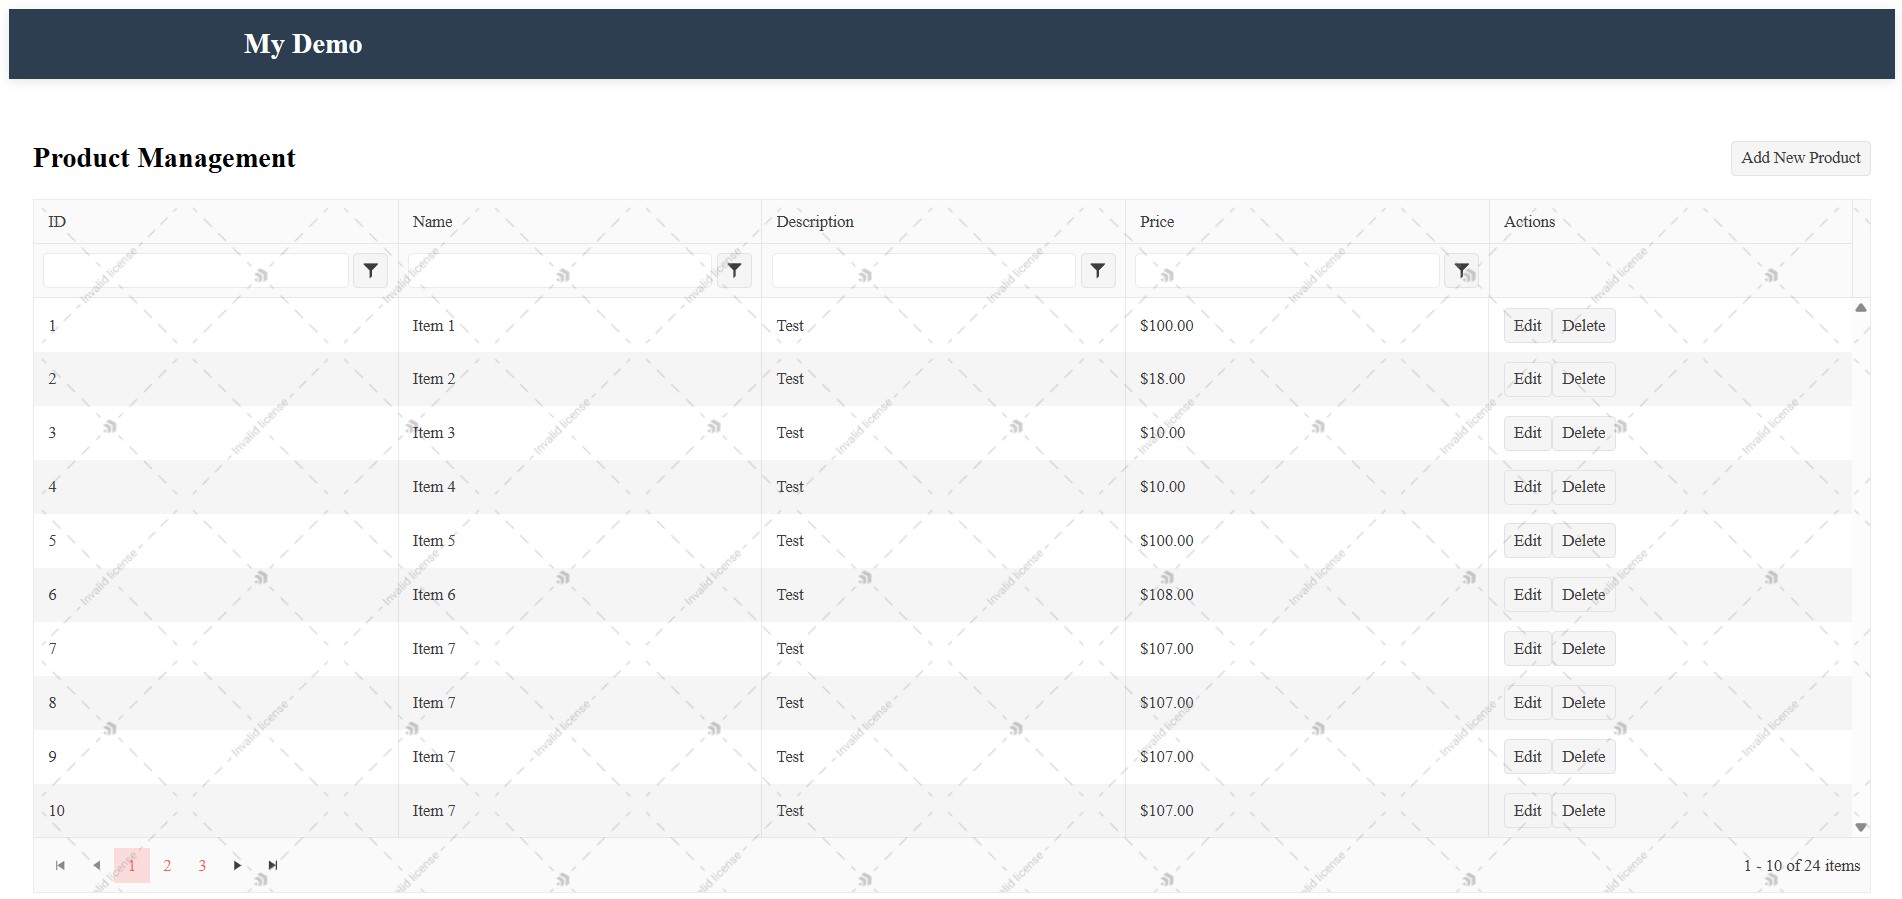 My Demo
Product Management
Add New Product
ID Name Description Price Actions
1 Item 1 Test $100.00 Edit Delete
2 Item 2 Test $18.00 Edit Delete
3 Item 3 Test $10.00 Edit Delete
4 Item 4 Test $10.00 Edit Delete
5 Item 5 Test $100.00 Edit Delete
6 Item 6 Test $108.00 Edit Delete
7 Item 7 Test $107.00 Edit Delete
8 Item 7 Test $107.00 Edit Delete
9 Item 7 Test $107.00 Edit Delete
10 Item 7 Test $107.00 Edit Delete
1 2 3
1 - 10 of 24 items
Invalid license